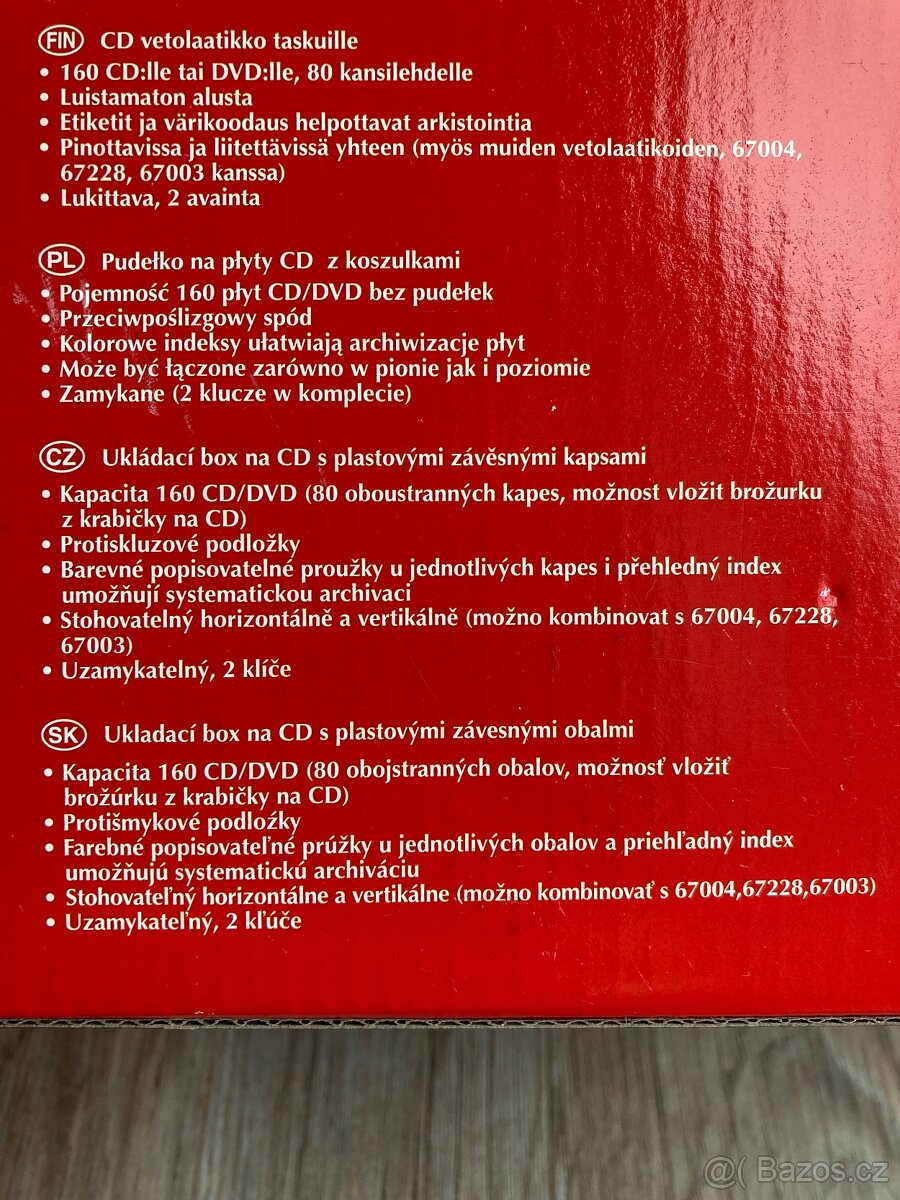 FIN CD vetolaatikko taskuille
• 160 CD:lle tai DVD:lle, 80 kansilehdelle
• Luistamaton alusta
• Etiketit ja värikoodaus helpottavat arkistointia
• Pinottavissa ja liitettävissä yhteen (myös muiden vetolaatikoiden, 67004,
67228, 67003 kanssa)
• Lukittava, 2 avainta
PL Pudełko na płyty CD z koszulkami
• Pojemność 160 płyt CD/DVD bez pudełek
• Przeciwpoślizgowy spód
• Kolorowe indeksy ułatwiają archiwizacje płyt
• Może być łączone zarówno w pionie jak i poziomie
• Zamykane (2 klucze w komplecie)
CZ Ukládací box na CD s plastovými závěsnými kapsami
• Kapacita 160 CD/DVD (80 oboustranných kapes, možnost vložit brožurku
z krabičky na CD)
• Protiskluzové podložky
• Barevné popisovatelné proužky u jednotlivých kapes i přehledný index
umožňují systematickou archivaci
• Stohovatelný horizontálně a vertikálně (možno kombinovat s 67004, 67228,
67003)
• Uzamykatelný, 2 klíče
SK Ukladací box na CD s plastovými závesnými obalmi
• Kapacita 160 CD/DVD (80 obojstranných obalov, možnosť vložiť
brožúrku z krabičky na CD)
• Protišmykové podloźky
• Farebné popisovateľné prúžky u jednotlivých obalov a priehľadný index
umožňujú systematickú archiváciu
• Stohovateľný horizontálne a vertikálne (možno kombinovať s 67004,67228,67003)
• Uzamykateľný, 2 kľúče
@( Bazos.cz